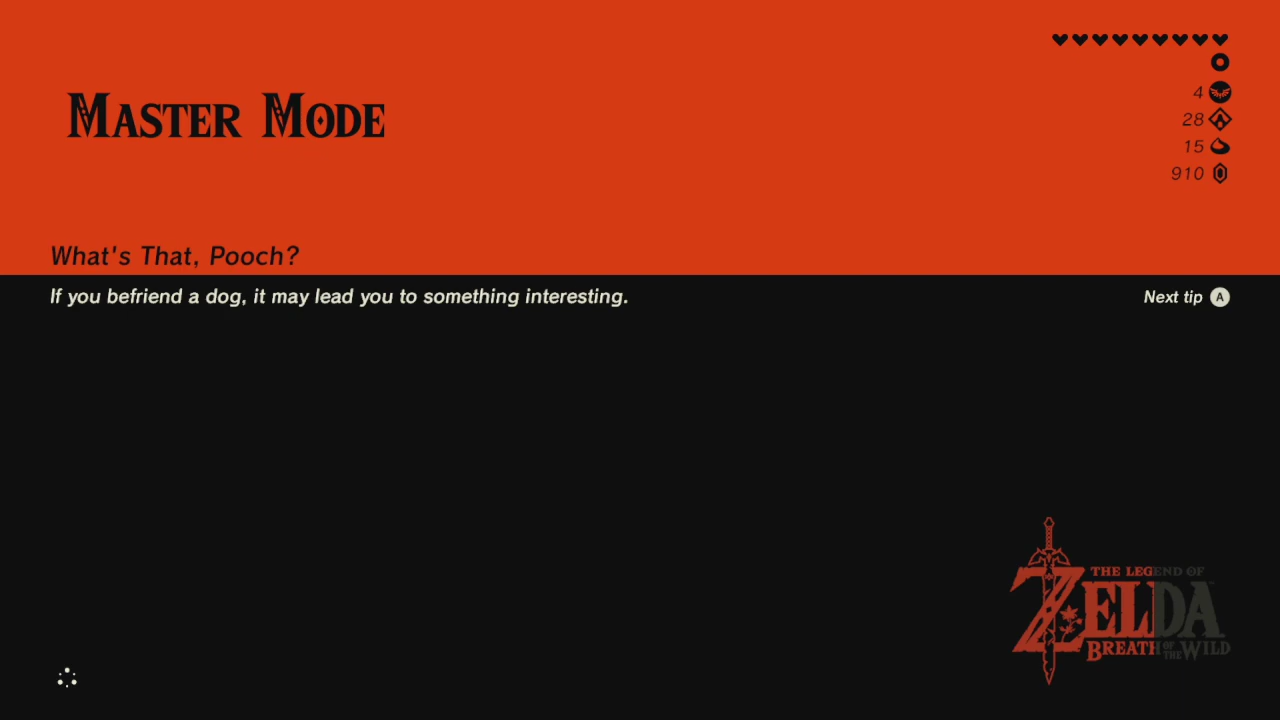 Master Mode
4
28
15
910
What's That, Pooch?
If you befriend a dog, it may lead you to something interesting.
Next tip A
THE LEGEND OF
ZELDA
BREATH OF THE WILD